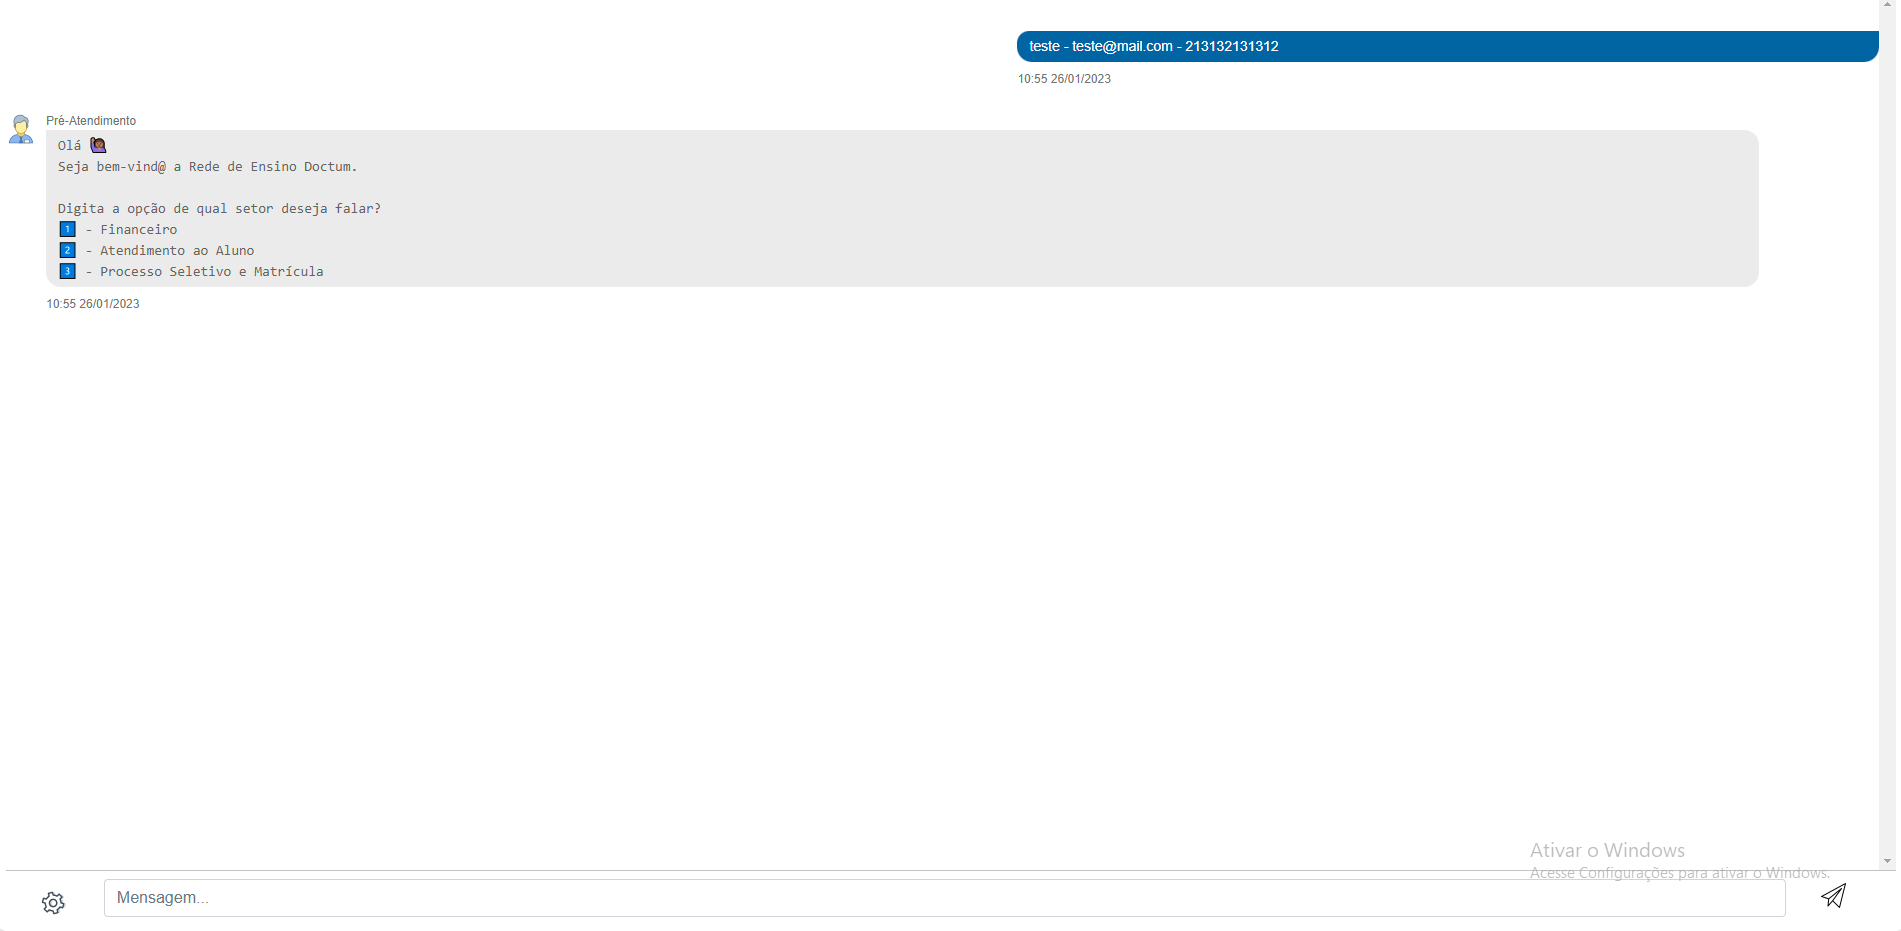 teste - teste@mail.com - 213132131312
10:55 26/01/2023
Pré-Atendimento
Olá 🙋🏾‍♀️
Seja bem-vind@ a Rede de Ensino Doctum.
Digita a opção de qual setor deseja falar?
1️⃣ - Financeiro
2️⃣ - Atendimento ao Aluno
3️⃣ - Processo Seletivo e Matrícula
10:55 26/01/2023
Ativar o Windows
Acesse Configurações para ativar o Windows.
Mensagem...